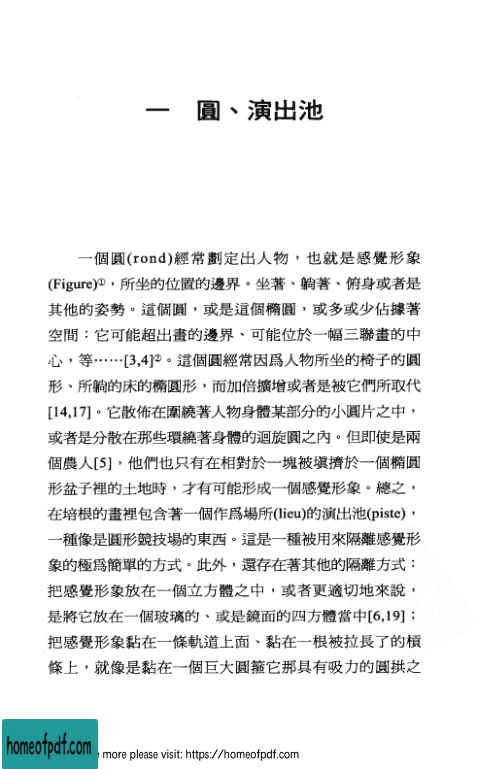 一　圓、演出池
一個圓(rond)經常劃定出人物，也就是感覺形象
(Figure)①，所坐的位置的邊界。坐著、躺著、俯身或者是
其他的姿勢。這個圓，或是這個橢圓，或多或少佔據著
空間：它可能超出畫的邊界、可能位於一幅三聯畫的中
心，等……[3,4]②。這個圓經常因爲人物所坐的椅子的圓
形、所躺的床的橢圓形，而加倍擴增或者是被它們所取代
[14,17]。它散佈在圍繞著人物身體某部分的小圓片之中，
或者是分散在那些環繞著身體的迴旋圓之內。但即使是兩
個農人[5]，他們也只有在相對於一塊被塡擠於一個橢圓
形盆子裡的土地時，才有可能形成一個感覺形象。總之，
在培根的畫裡包含著一個作爲場所(lieu)的演出池(piste)，
一種像是圓形競技場的東西。這是一種被用來隔離感覺形
象的極爲簡單的方式。此外，還存在著其他的隔離方式：
把感覺形象放在一個立方體之中，或者更適切地來說，
是將它放在一個玻璃的、或是鏡面的四方體當中[6,19]；
把感覺形象黏在一條軌道上面、黏在一根被拉長了的槓
條上，就像是黏在一個巨大圓箍它那具有吸力的圓拱之
homeofpdf.com
more please visit: https://homeofpdf.com